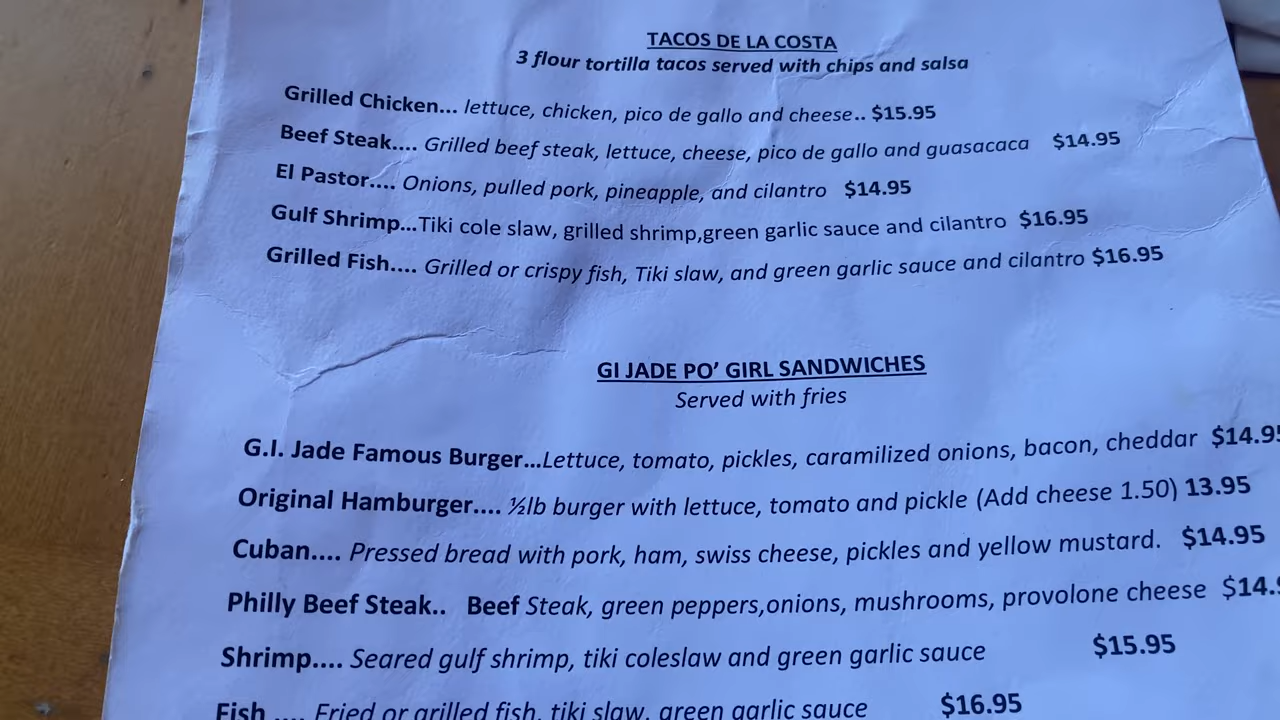 TACOS DE LA COSTA
3 flour tortilla tacos served with chips and salsa
Grilled Chicken... lettuce, chicken, pico de gallo and cheese.. $15.95
Beef Steak.... Grilled beef steak, lettuce, cheese, pico de gallo and guasacaca $14.95
El Pastor.... Onions, pulled pork, pineapple, and cilantro $14.95
Gulf Shrimp...Tiki cole slaw, grilled shrimp,green garlic sauce and cilantro $16.95
Grilled Fish.... Grilled or crispy fish, Tiki slaw, and green garlic sauce and cilantro $16.95
GI JADE PO' GIRL SANDWICHES
Served with fries
G.I. Jade Famous Burger...Lettuce, tomato, pickles, caramilized onions, bacon, cheddar $14.95
Original Hamburger.... ½lb burger with lettuce, tomato and pickle (Add cheese 1.50) 13.95
Cuban.... Pressed bread with pork, ham, swiss cheese, pickles and yellow mustard. $14.95
Philly Beef Steak.. Beef Steak, green peppers,onions, mushrooms, provolone cheese $14.
Shrimp.... Seared gulf shrimp, tiki coleslaw and green garlic sauce $15.95
Fish .... Fried or grilled fish, tiki slaw, green garlic sauce $16.95